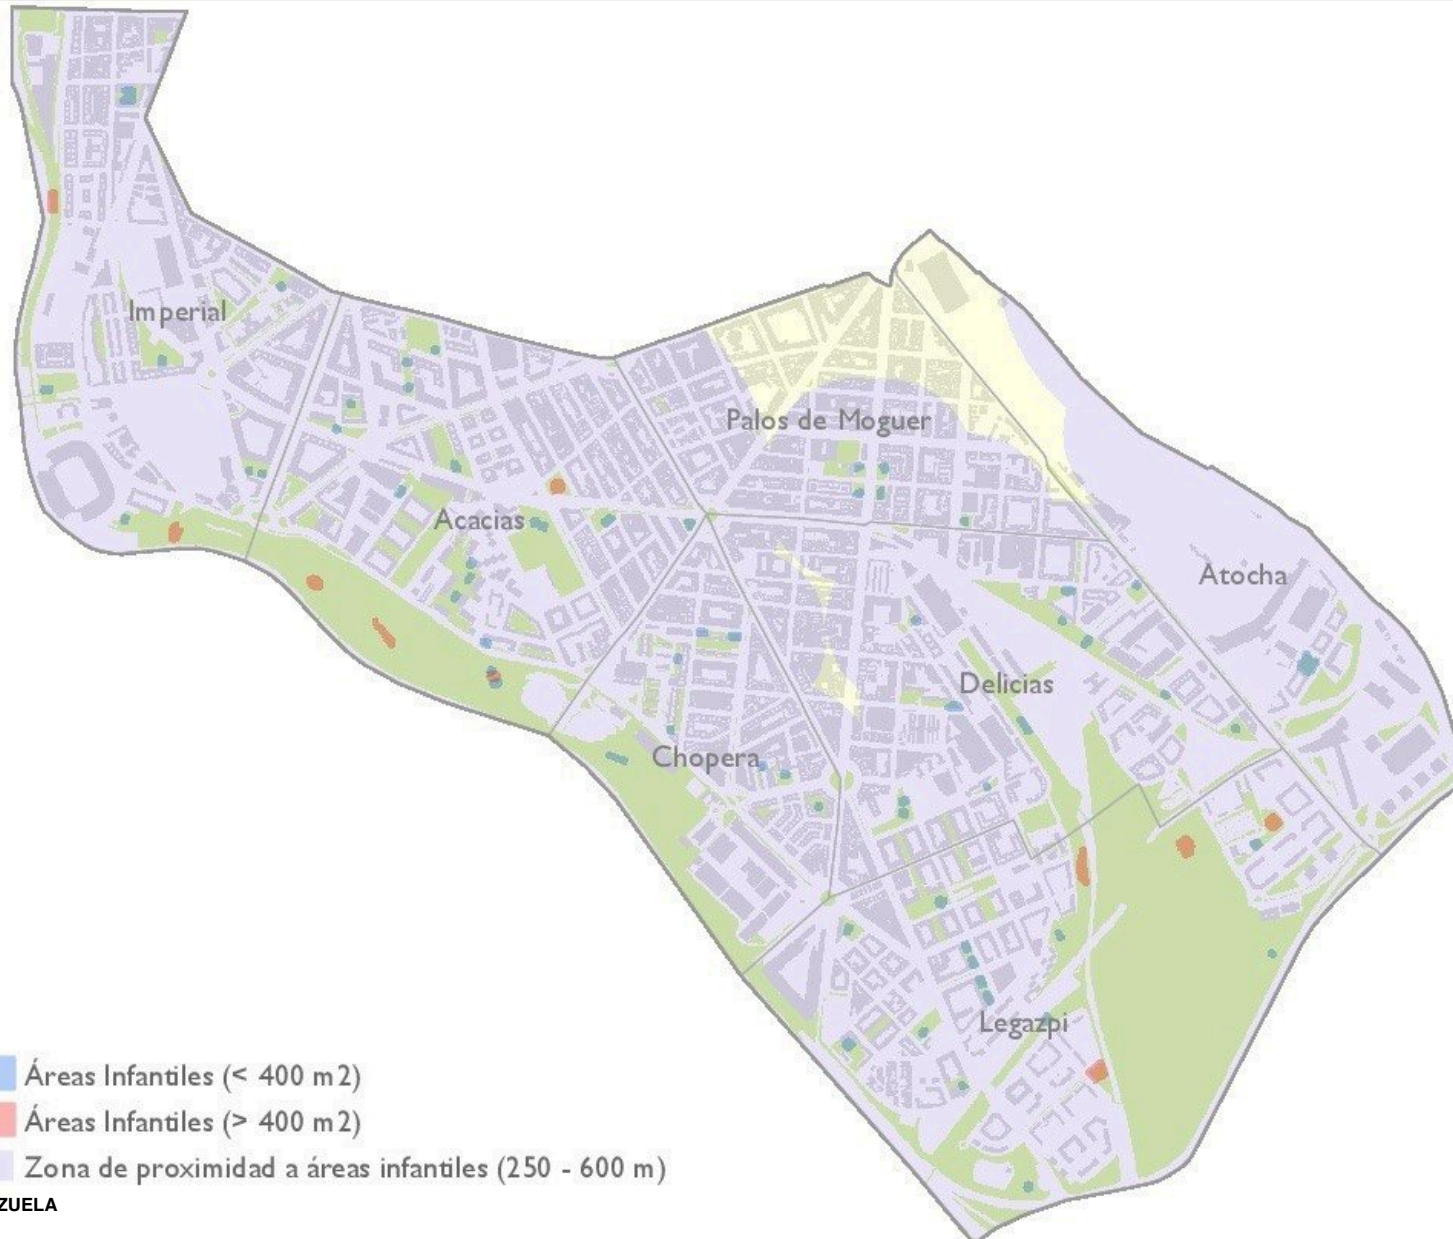 Imperial
Palos de Moguer
Acacias
Atocha
Delicias
Chopera
Legazpi
Áreas Infantiles (< 400 m2)
Áreas Infantiles (> 400 m2)
Zona de proximidad a áreas infantiles (250 - 600 m)
ZUELA